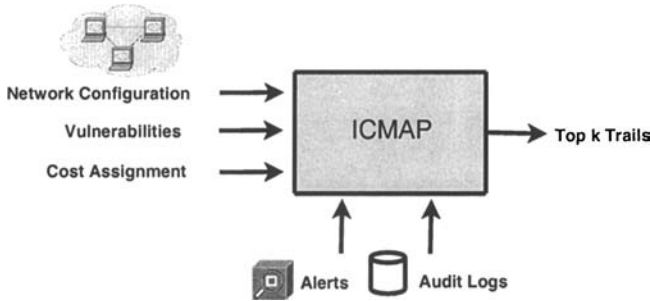 Network Configuration
Vulnerabilities
Cost Assignment
ICMAP
Top k Trails
Alerts
Audit Logs